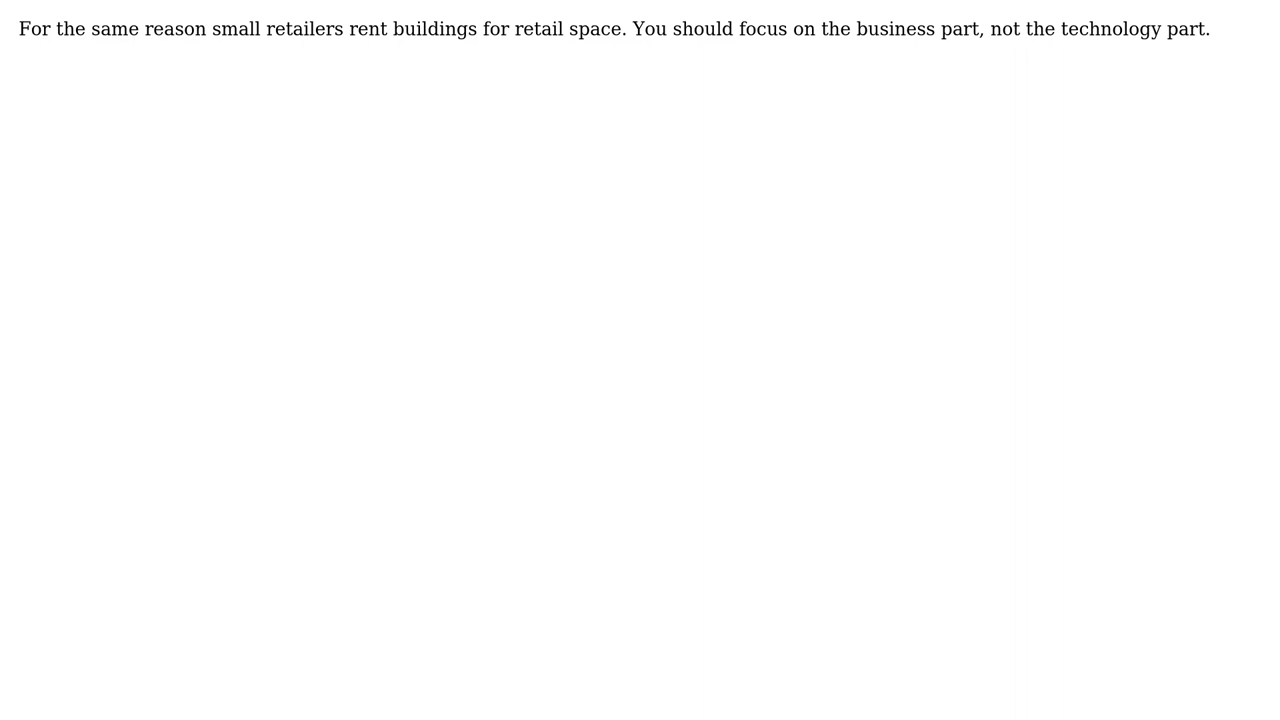 For the same reason small retailers rent buildings for retail space. You should focus on the business part, not the technology part.